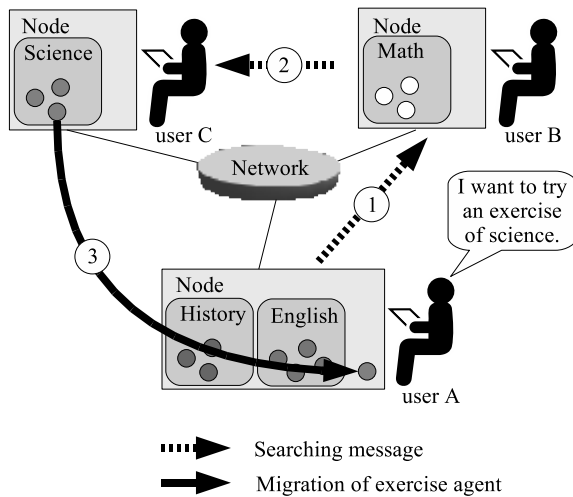 Node
Science
user C
2
Node
Math
user B
Network
1
I want to try
an exercise
of science.
3
Node
History
English
user A
Searching message
Migration of exercise agent